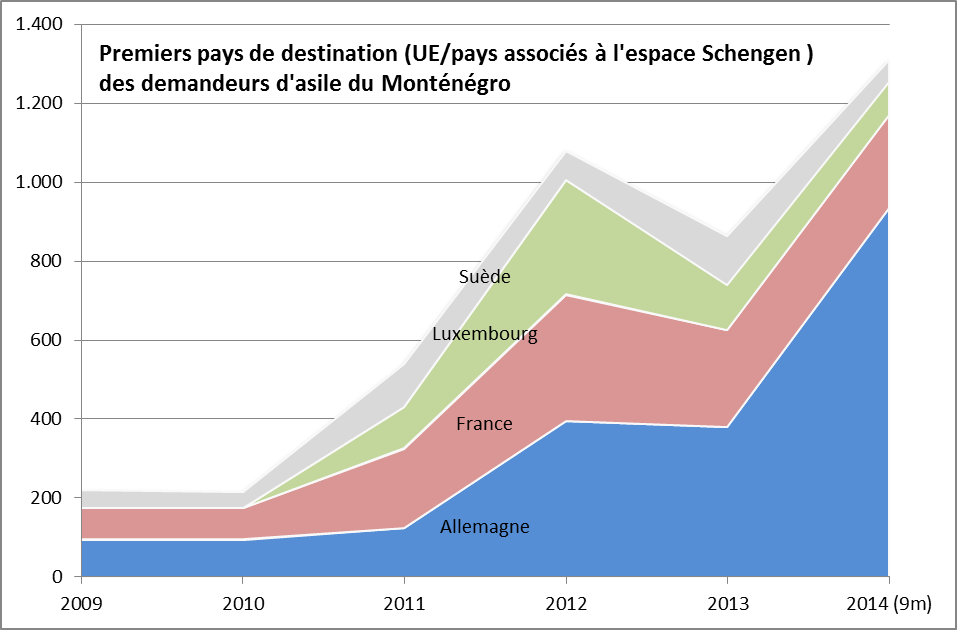 1.400
Premiers pays de destination (UE/pays associés à l'espace Schengen )
des demandeurs d'asile du Monténégro
1.200
1.000
800
Suède
Luxembourg
600
400
France
200
Allemagne
0
2009 2010 2011 2012 2013 2014 (9m)